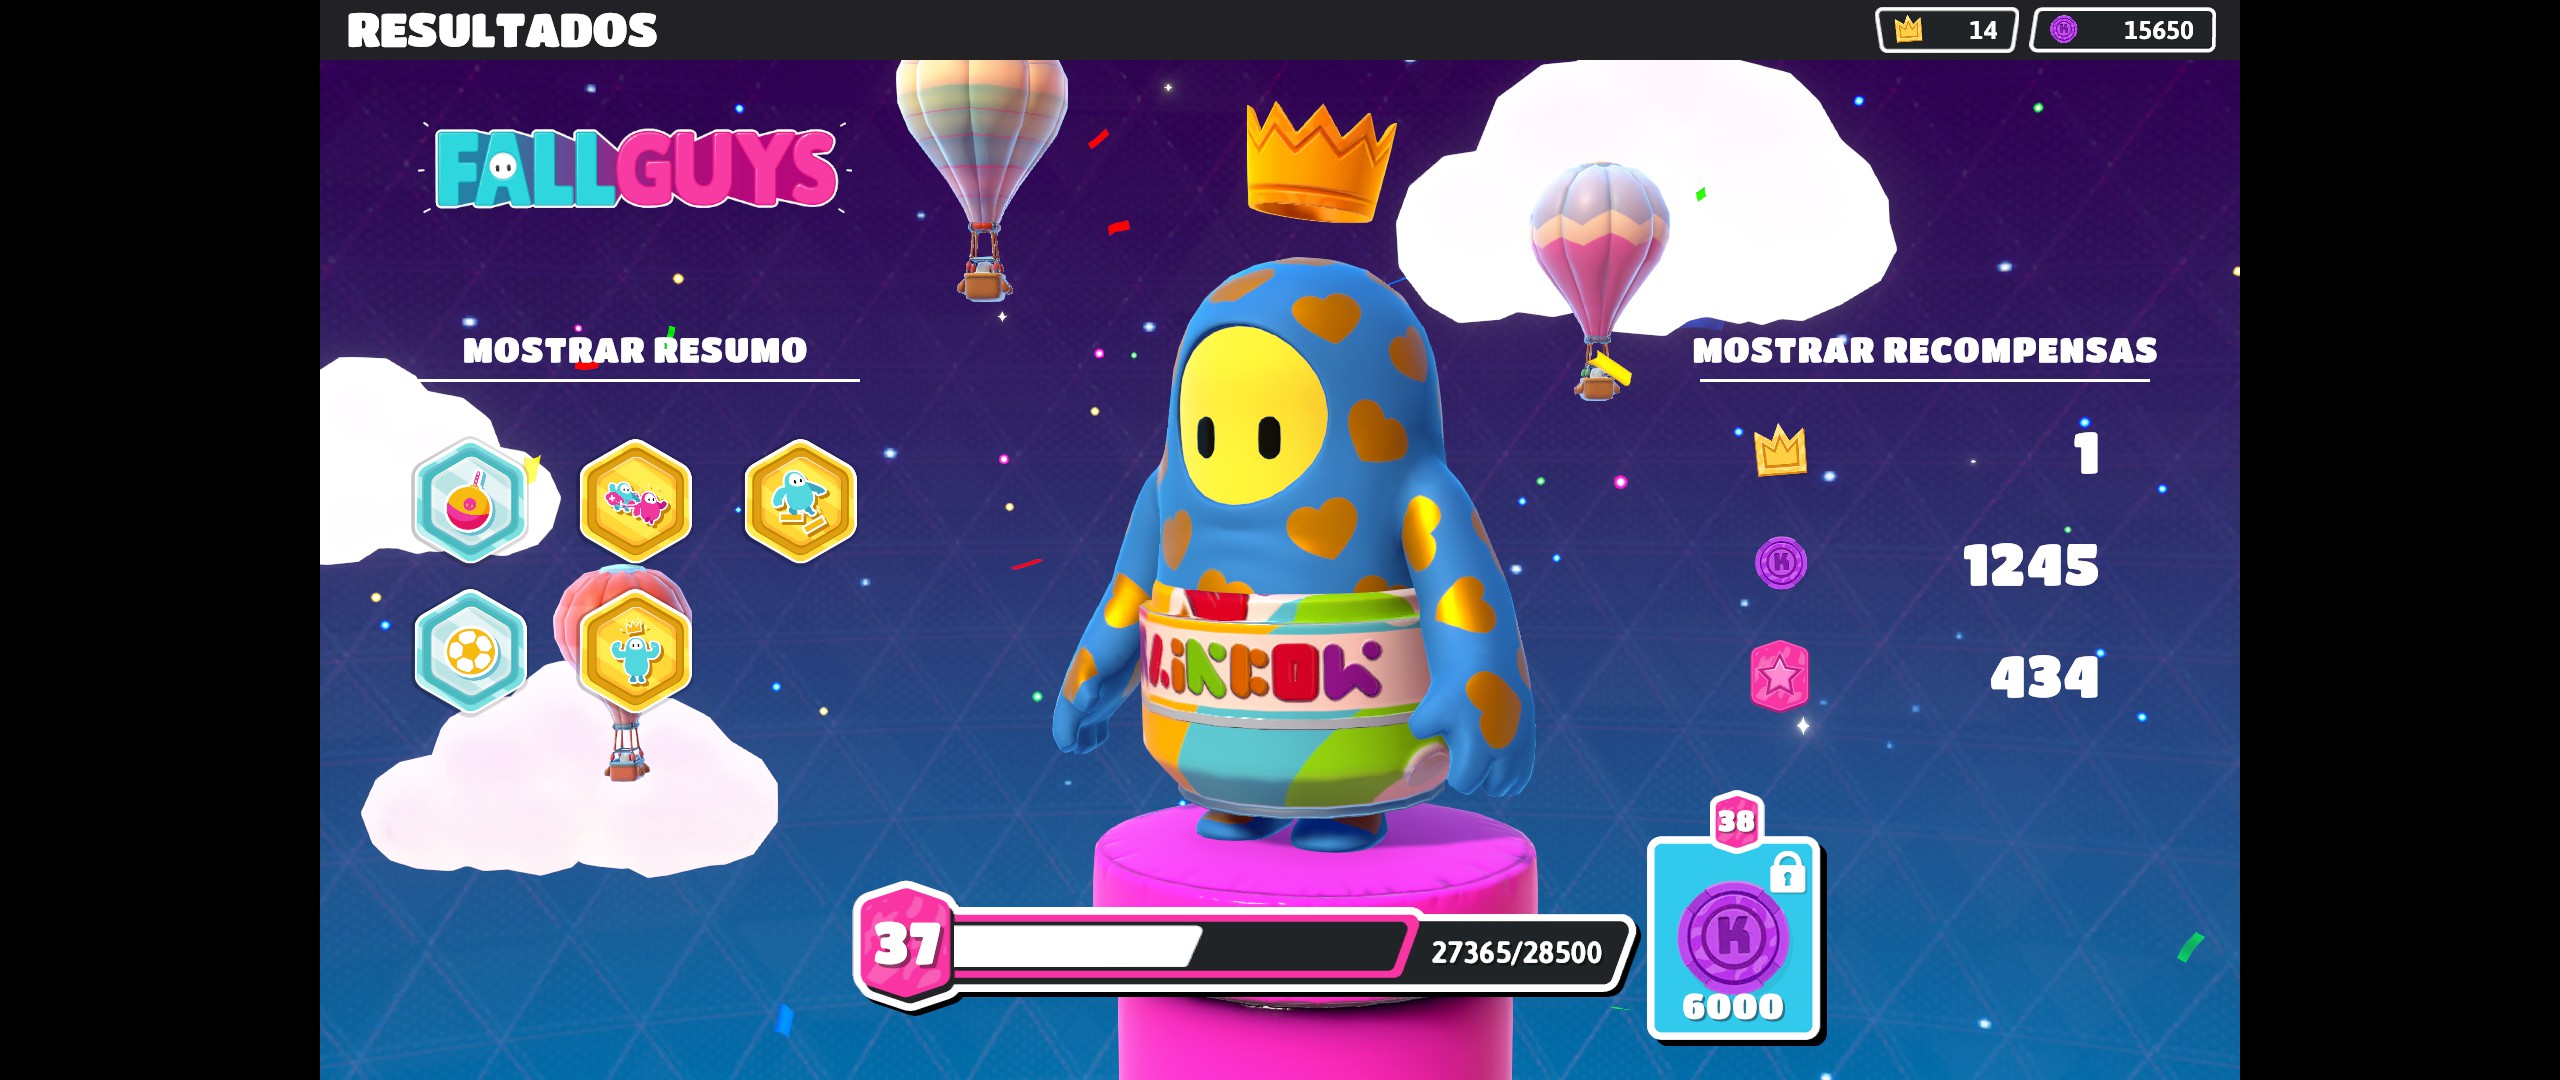 RESULTADOS
14
15650
FALLGUYS
MOSTRAR RESUMO
MOSTRAR RECOMPENSAS
1
1245
434
38
37
27365/28500
K
6000